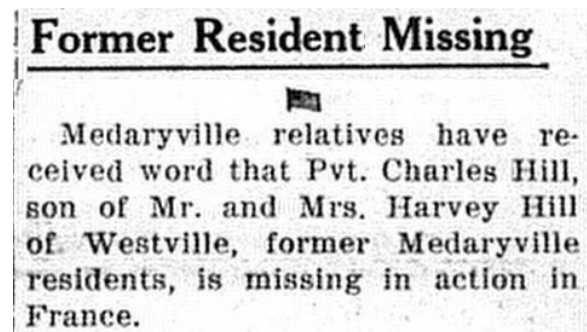 Former Resident Missing
Medaryville relatives have re-
ceived word that Pvt. Charles Hill,
son of Mr. and Mrs. Harvey Hill
of Westville, former Medaryville
residents, is missing in action in
France.